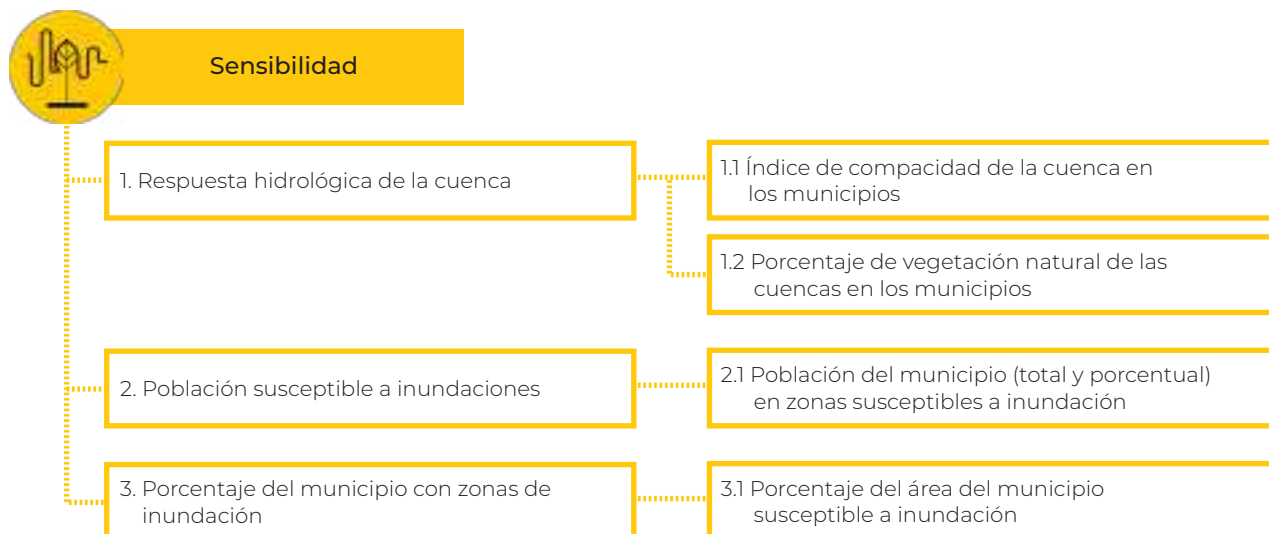 Sensibilidad
1. Respuesta hidrológica de la cuenca
1.1 Índice de compacidad de la cuenca en
los municipios
1.2 Porcentaje de vegetación natural de las
cuencas en los municipios
2. Población susceptible a inundaciones
2.1 Población del municipio (total y porcentual)
en zonas susceptibles a inundación
3. Porcentaje del municipio con zonas de
inundación
3.1 Porcentaje del área del municipio
susceptible a inundación